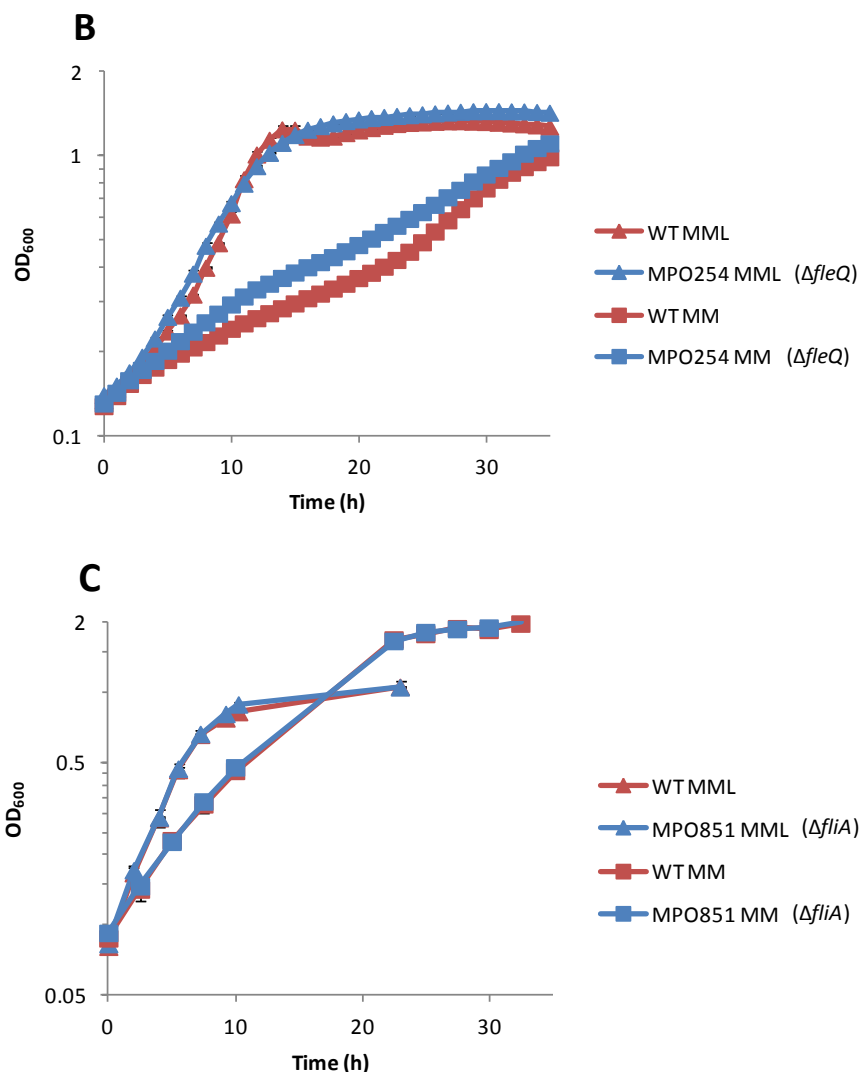 B
2
1
0.1
OD600
0 10 20 30
Time (h)
WT MML
MPO254 MML (ΔfleQ)
WT MM
MPO254 MM (ΔfleQ)
C
2
0.5
0.05
OD600
0 10 20 30
Time (h)
WT MML
MPO851 MML (ΔfliA)
WT MM
MPO851 MM (ΔfliA)